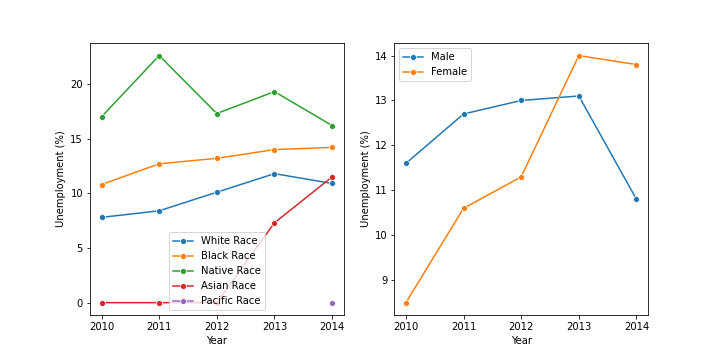 20
15
10
5
0
Unemployment (%)
White Race
Black Race
Native Race
Asian Race
Pacific Race
2010 2011 2012 2013 2014
Year
14
13
12
11
10
9
Unemployment (%)
Male
Female
2010 2011 2012 2013 2014
Year